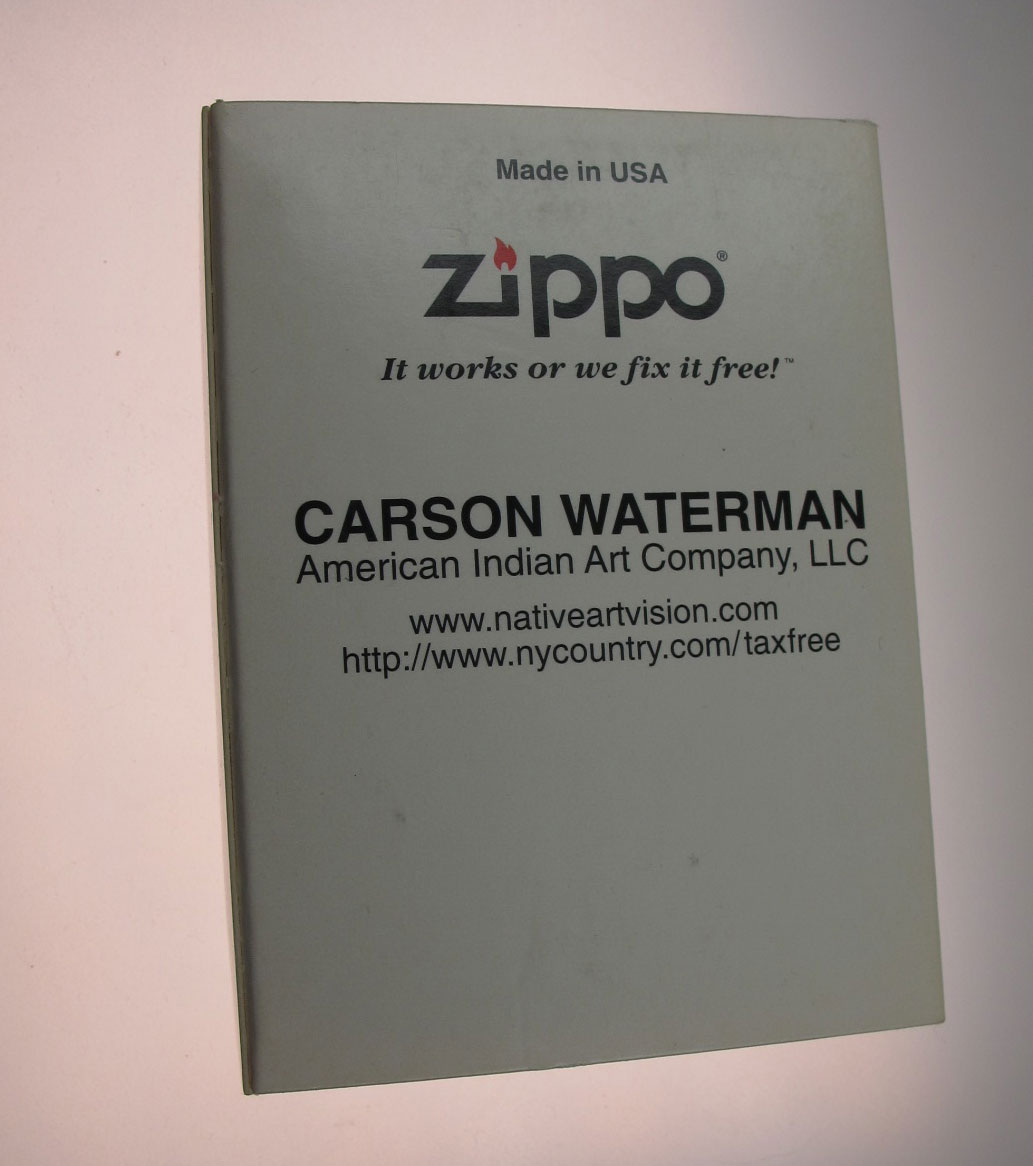 Made in USA
zippo®
It works or we fix it free!™
CARSON WATERMAN
American Indian Art Company, LLC
www.nativeartvision.com
http://www.nycountry.com/taxfree